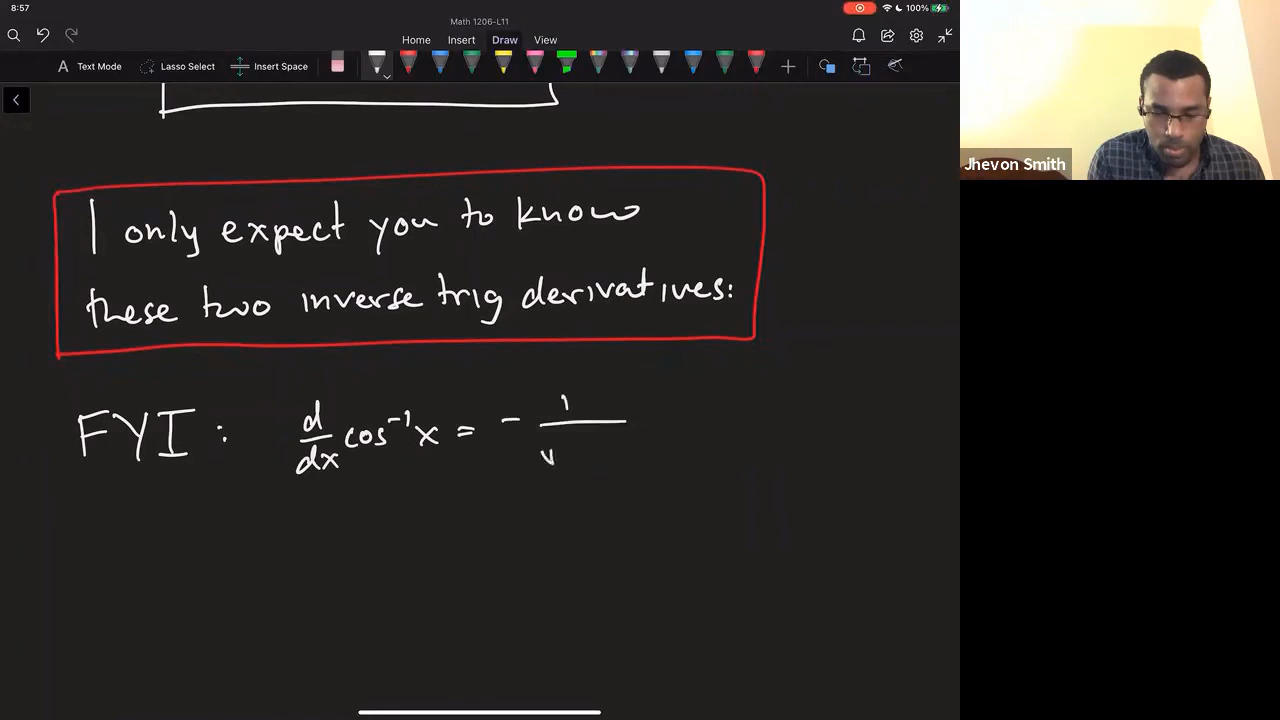 8:57
100%
Math 1206-L11
Home Insert Draw View
Text Mode Lasso Select Insert Space
Jhevon Smith
I only expect you to know
these two inverse trig derivatives:
FYI: d/dx cos⁻¹x = - 1/